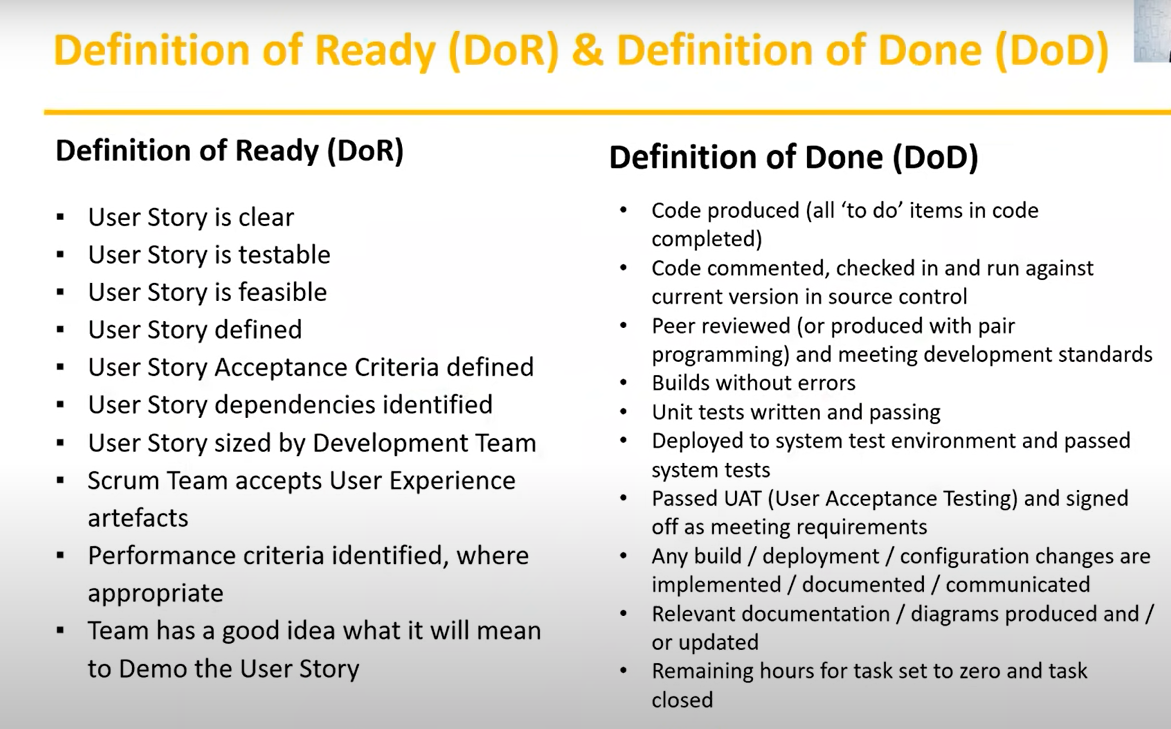 Definition of Ready (DoR) & Definition of Done (DoD)
Definition of Ready (DoR)
▪ User Story is clear
▪ User Story is testable
▪ User Story is feasible
▪ User Story defined
▪ User Story Acceptance Criteria defined
▪ User Story dependencies identified
▪ User Story sized by Development Team
▪ Scrum Team accepts User Experience
artefacts
▪ Performance criteria identified, where
appropriate
▪ Team has a good idea what it will mean
to Demo the User Story
Definition of Done (DoD)
• Code produced (all ‘to do’ items in code
completed)
• Code commented, checked in and run against
current version in source control
• Peer reviewed (or produced with pair
programming) and meeting development standards
• Builds without errors
• Unit tests written and passing
• Deployed to system test environment and passed
system tests
• Passed UAT (User Acceptance Testing) and signed
off as meeting requirements
• Any build / deployment / configuration changes are
implemented / documented / communicated
• Relevant documentation / diagrams produced and /
or updated
• Remaining hours for task set to zero and task
closed